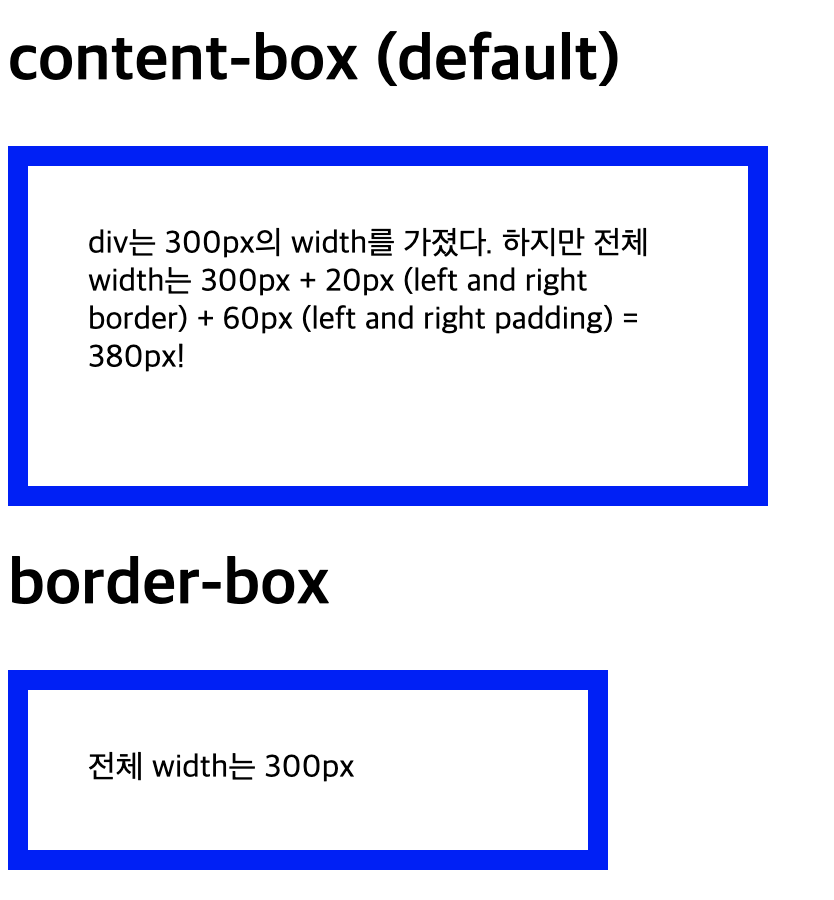 content-box (default)
div는 300px의 width를 가졌다. 하지만 전체
width는 300px + 20px (left and right
border) + 60px (left and right padding) =
380px!
border-box
전체 width는 300px